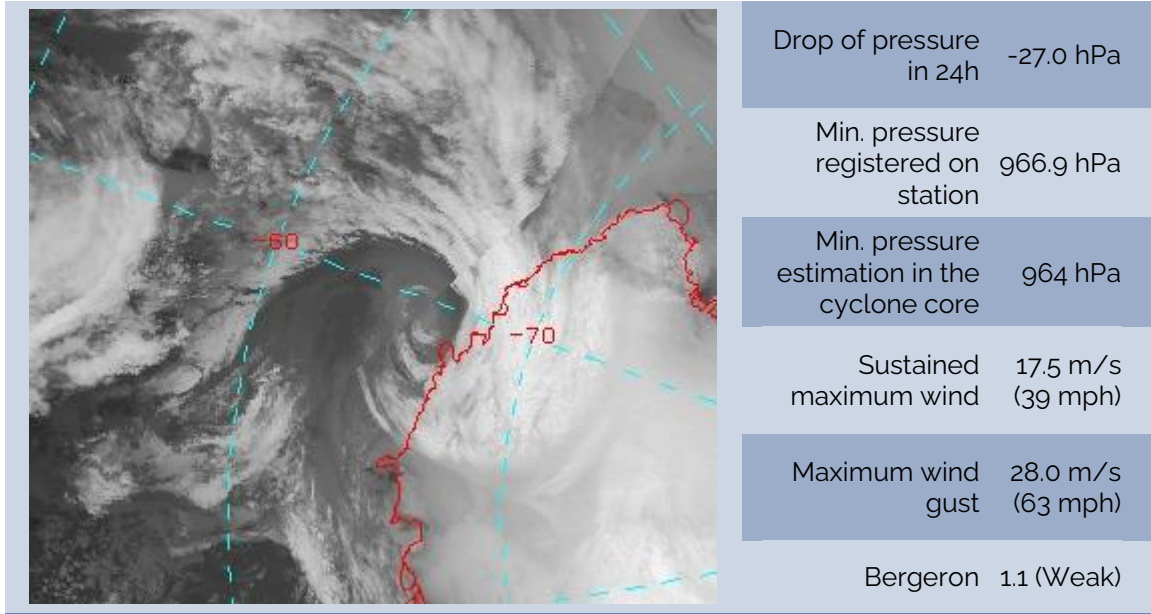 -60
-70
Drop of pressure
in 24h
-27.0 hPa
Min. pressure
registered on
station
966.9 hPa
Min. pressure
estimation in the
cyclone core
964 hPa
Sustained
maximum wind
17.5 m/s
(39 mph)
Maximum wind
gust
28.0 m/s
(63 mph)
Bergeron
1.1 (Weak)